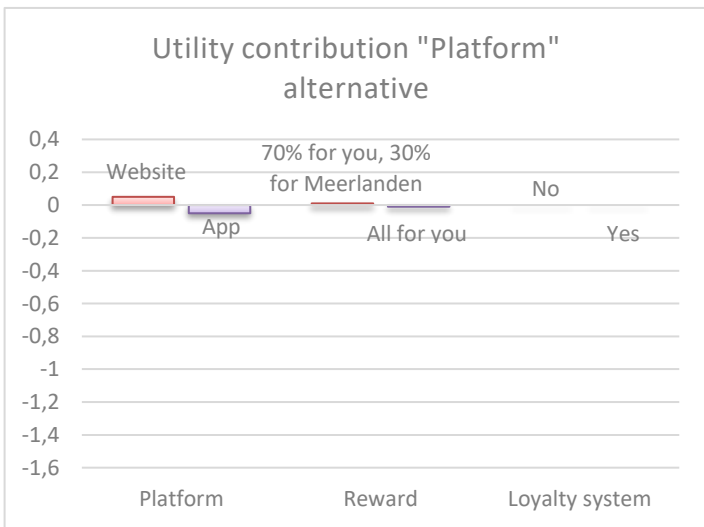 Utility contribution "Platform"
alternative
0,4
0,2
0
-0,2
-0,4
-0,6
-0,8
-1
-1,2
-1,4
-1,6
Website
App
70% for you, 30%
for Meerlanden
All for you
No
Yes
Platform
Reward
Loyalty system